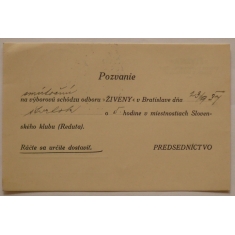 Pozvanie
na výborovú schôdzu odboru »ŽIVENY« v Bratislave dňa
o 5 hodine v miestnostiach Sloven-
ského klubu (Reduta).
Ráčte sa určite dostaviť.
PREDSEDNÍCTVO